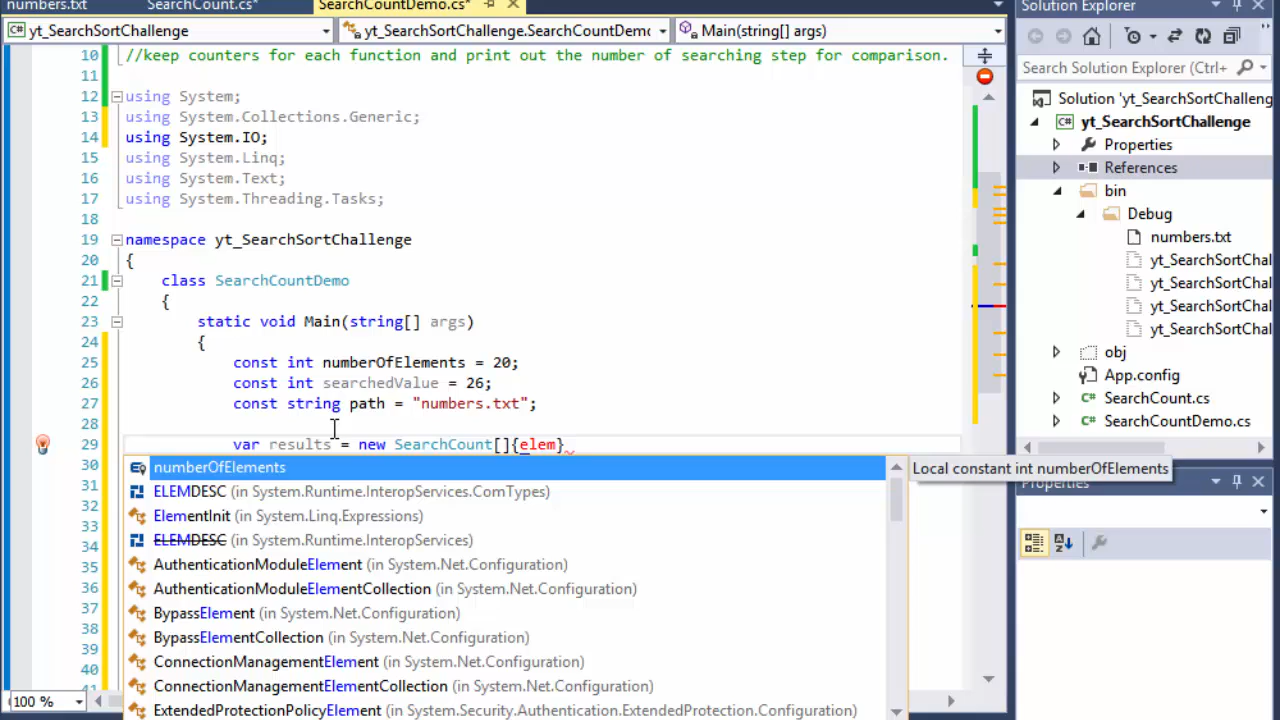 numbers.txt SearchCount.cs* SearchCountDemo.cs*
yt_SearchSortChallenge yt_SearchSortChallenge.SearchCountDemo Main(string[] args)
10 //keep counters for each function and print out the number of searching step for comparison.
11
12 using System;
13 using System.Collections.Generic;
14 using System.IO;
15 using System.Linq;
16 using System.Text;
17 using System.Threading.Tasks;
18
19 namespace yt_SearchSortChallenge
20 {
21 class SearchCountDemo
22 {
23 static void Main(string[] args)
24 {
25 const int numberOfElements = 20;
26 const int searchedValue = 26;
27 const string path = "numbers.txt";
28
29 var results = new SearchCount[]{elem}
30 numberOfElements
Local constant int numberOfElements
31 ELEMDESC (in System.Runtime.InteropServices.ComTypes)
32 ElementInit (in System.Linq.Expressions)
33
34 ELEMDESC (in System.Runtime.InteropServices)
35 AuthenticationModuleElement (in System.Net.Configuration)
36 AuthenticationModuleElementCollection (in System.Net.Configuration)
37 BypassElement (in System.Net.Configuration)
38 BypassElementCollection (in System.Net.Configuration)
39 ConnectionManagementElement (in System.Net.Configuration)
40 ConnectionManagementElementCollection (in System.Net.Configuration)
ExtendedProtectionPolicyElement (in System.Security.Authentication.ExtendedProtection.Configuration)
100 %
Solution Explorer
Search Solution Explorer (Ctrl+
Solution 'yt_SearchSortChalleng
yt_SearchSortChallenge
Properties
References
bin
Debug
numbers.txt
yt_SearchSortChal
yt_SearchSortChal
yt_SearchSortChal
yt_SearchSortChal
obj
App.config
SearchCount.cs
SearchCountDemo.cs
Properties